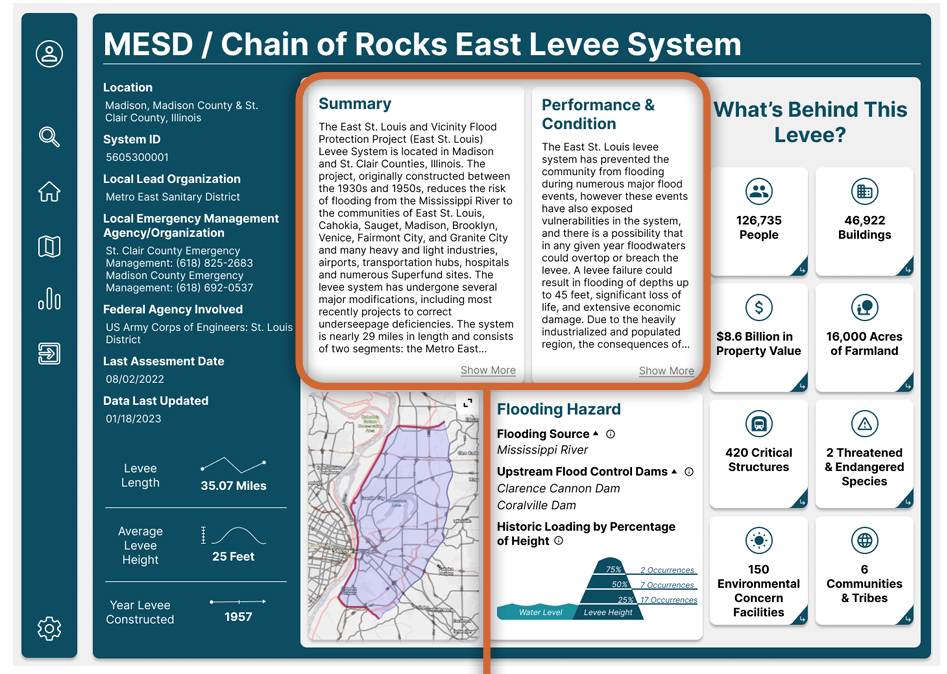 MESD / Chain of Rocks East Levee System
Location
Madison, Madison County & St.
Clair County, Illinois
System ID
5605300001
Local Lead Organization
Metro East Sanitary District
Local Emergency Management
Agency/Organization
St. Clair County Emergency
Management: (618) 825-2683
Madison County Emergency
Management: (618) 692-0537
Federal Agency Involved
US Army Corps of Engineers: St. Louis
District
Last Assesment Date
08/02/2022
Data Last Updated
01/18/2023
Levee
Length
35.07 Miles
Average
Levee
Height
25 Feet
Year Levee
Constructed
1957
Summary
The East St. Louis and Vicinity Flood
Protection Project (East St. Louis)
Levee System is located in Madison
and St. Clair Counties, Illinois. The
project, originally constructed between
the 1930s and 1950s, reduces the risk
of flooding from the Mississippi River to
the communities of East St. Louis,
Cahokia, Sauget, Madison, Brooklyn,
Venice, Fairmont City, and Granite City
and many heavy and light industries,
airports, transportation hubs, hospitals
and numerous Superfund sites. The
levee system has undergone several
major modifications, including most
recently projects to correct
underseepage deficiencies. The system
is nearly 29 miles in length and consists
of two segments: the Metro East...
Show More
Performance &
Condition
The East St. Louis levee
system has prevented the
community from flooding
during numerous major flood
events, however these events
have also exposed
vulnerabilities in the system,
and there is a possibility that
in any given year floodwaters
could overtop or breach the
levee. A levee failure could
result in flooding of depths up
to 45 feet, significant loss of
life, and extensive economic
damage. Due to the heavily
industrialized and populated
region, the consequences of...
Show More
Flooding Hazard
Flooding Source
Mississippi River
Upstream Flood Control Dams
Clarence Cannon Dam
Coralville Dam
Historic Loading by Percentage
of Height
75% 2 Occurrences
50% 7 Occurrences
25% 17 Occurrences
Water Level Levee Height
What's Behind This
Levee?
126,735
People
46,922
Buildings
$8.6 Billion in
Property Value
16,000 Acres
of Farmland
420 Critical
Structures
2 Threatened
& Endangered
Species
150
Environmental
Concern
Facilities
6
Communities
& Tribes